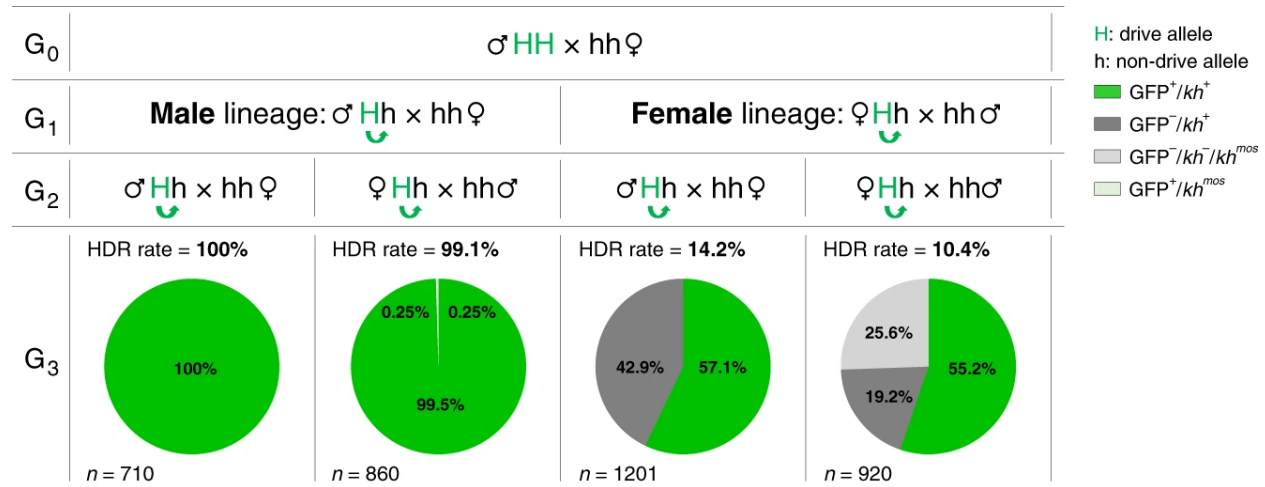 G0
♂ HH × hh ♀
H: drive allele
h: non-drive allele
GFP+/kh+
GFP−/kh+
GFP−/kh−/khmos
GFP+/khmos
G1
Male lineage: ♂ Hh × hh ♀
Female lineage: ♀ Hh × hh ♂
G2
♂ Hh × hh ♀
♀ Hh × hh ♂
♂ Hh × hh ♀
♀ Hh × hh ♂
G3
HDR rate = 100%
100%
n = 710
HDR rate = 99.1%
0.25%
0.25%
99.5%
n = 860
HDR rate = 14.2%
42.9%
57.1%
n = 1201
HDR rate = 10.4%
25.6%
55.2%
19.2%
n = 920